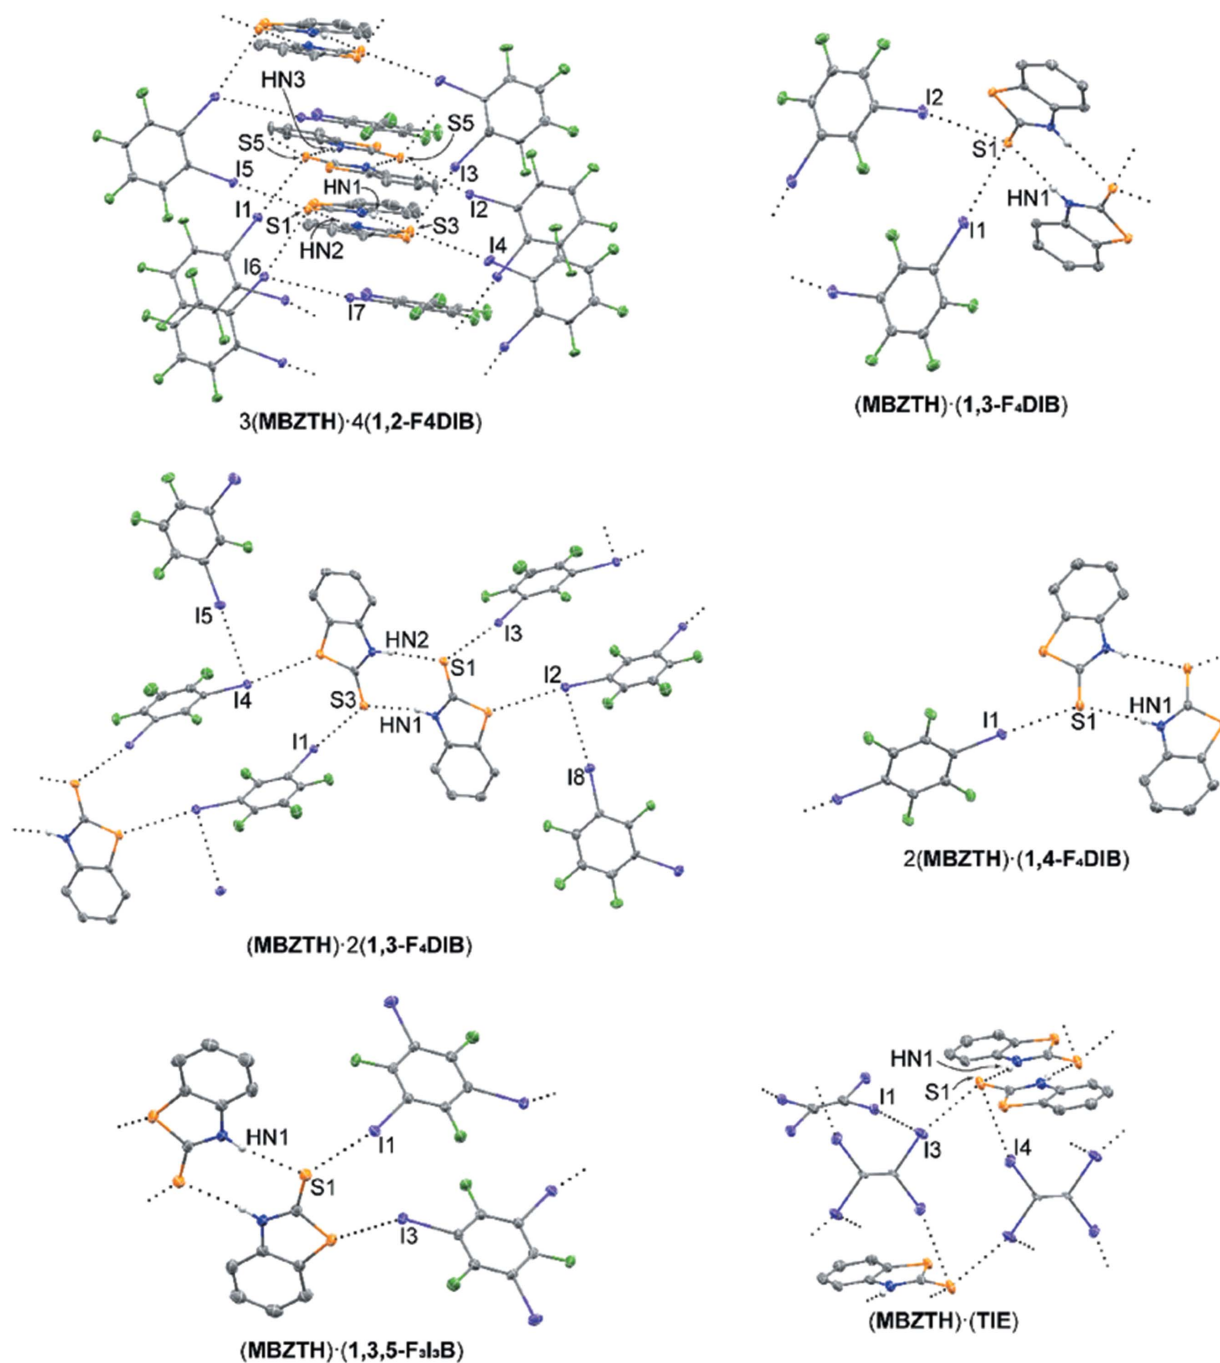 HN3
S5
S5
I5
I3
HN1
I1
I2
S1
S3
HN2
I4
I6
I7
3(MBZTH)·4(1,2-F4DIB)
I2
S1
HN1
I1
(MBZTH)·(1,3-F₄DIB)
I5
HN2
I3
S1
I4
S3
I2
HN1
I1
I8
(MBZTH)·2(1,3-F₄DIB)
I1
HN1
S1
2(MBZTH)·(1,4-F₄DIB)
HN1
I1
S1
I3
(MBZTH)·(1,3,5-F₃I₃B)
HN1
S1
I1
I3
I4
(MBZTH)·(TIE)